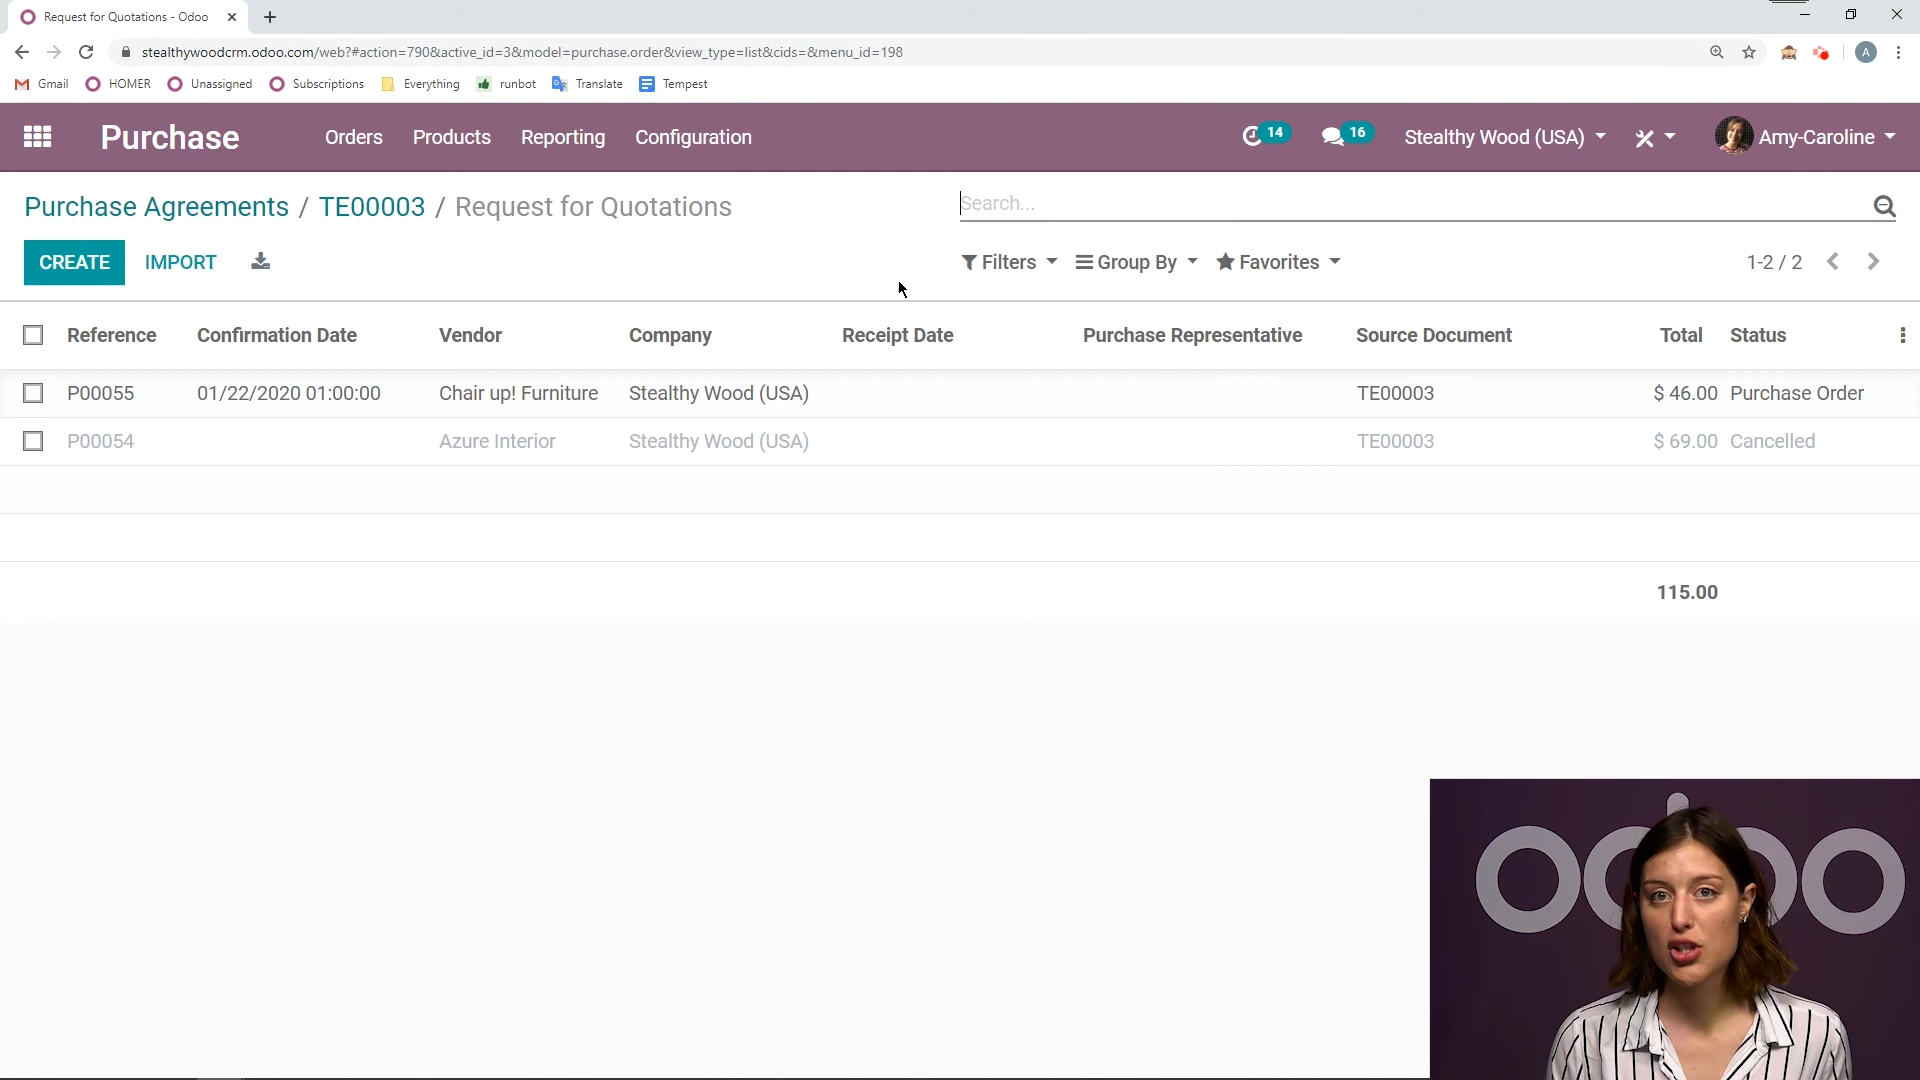 Request for Quotations - Odoo
stealthywoodcrm.odoo.com/web?#action=790&active_id=3&model=purchase.order&view_type=list&cids=&menu_id=198
A
Gmail HOMER Unassigned Subscriptions Everything runbot Translate Tempest
Purchase Orders Products Reporting Configuration 14 16 Stealthy Wood (USA) Amy-Caroline
Purchase Agreements / TE00003 / Request for Quotations
Search...
CREATE IMPORT Filters Group By Favorites 1-2 / 2
Reference Confirmation Date Vendor Company Receipt Date Purchase Representative Source Document Total Status
P00055 01/22/2020 01:00:00 Chair up! Furniture Stealthy Wood (USA) TE00003 $ 46.00 Purchase Order
P00054 Azure Interior Stealthy Wood (USA) TE00003 $ 69.00 Cancelled
115.00
odoo